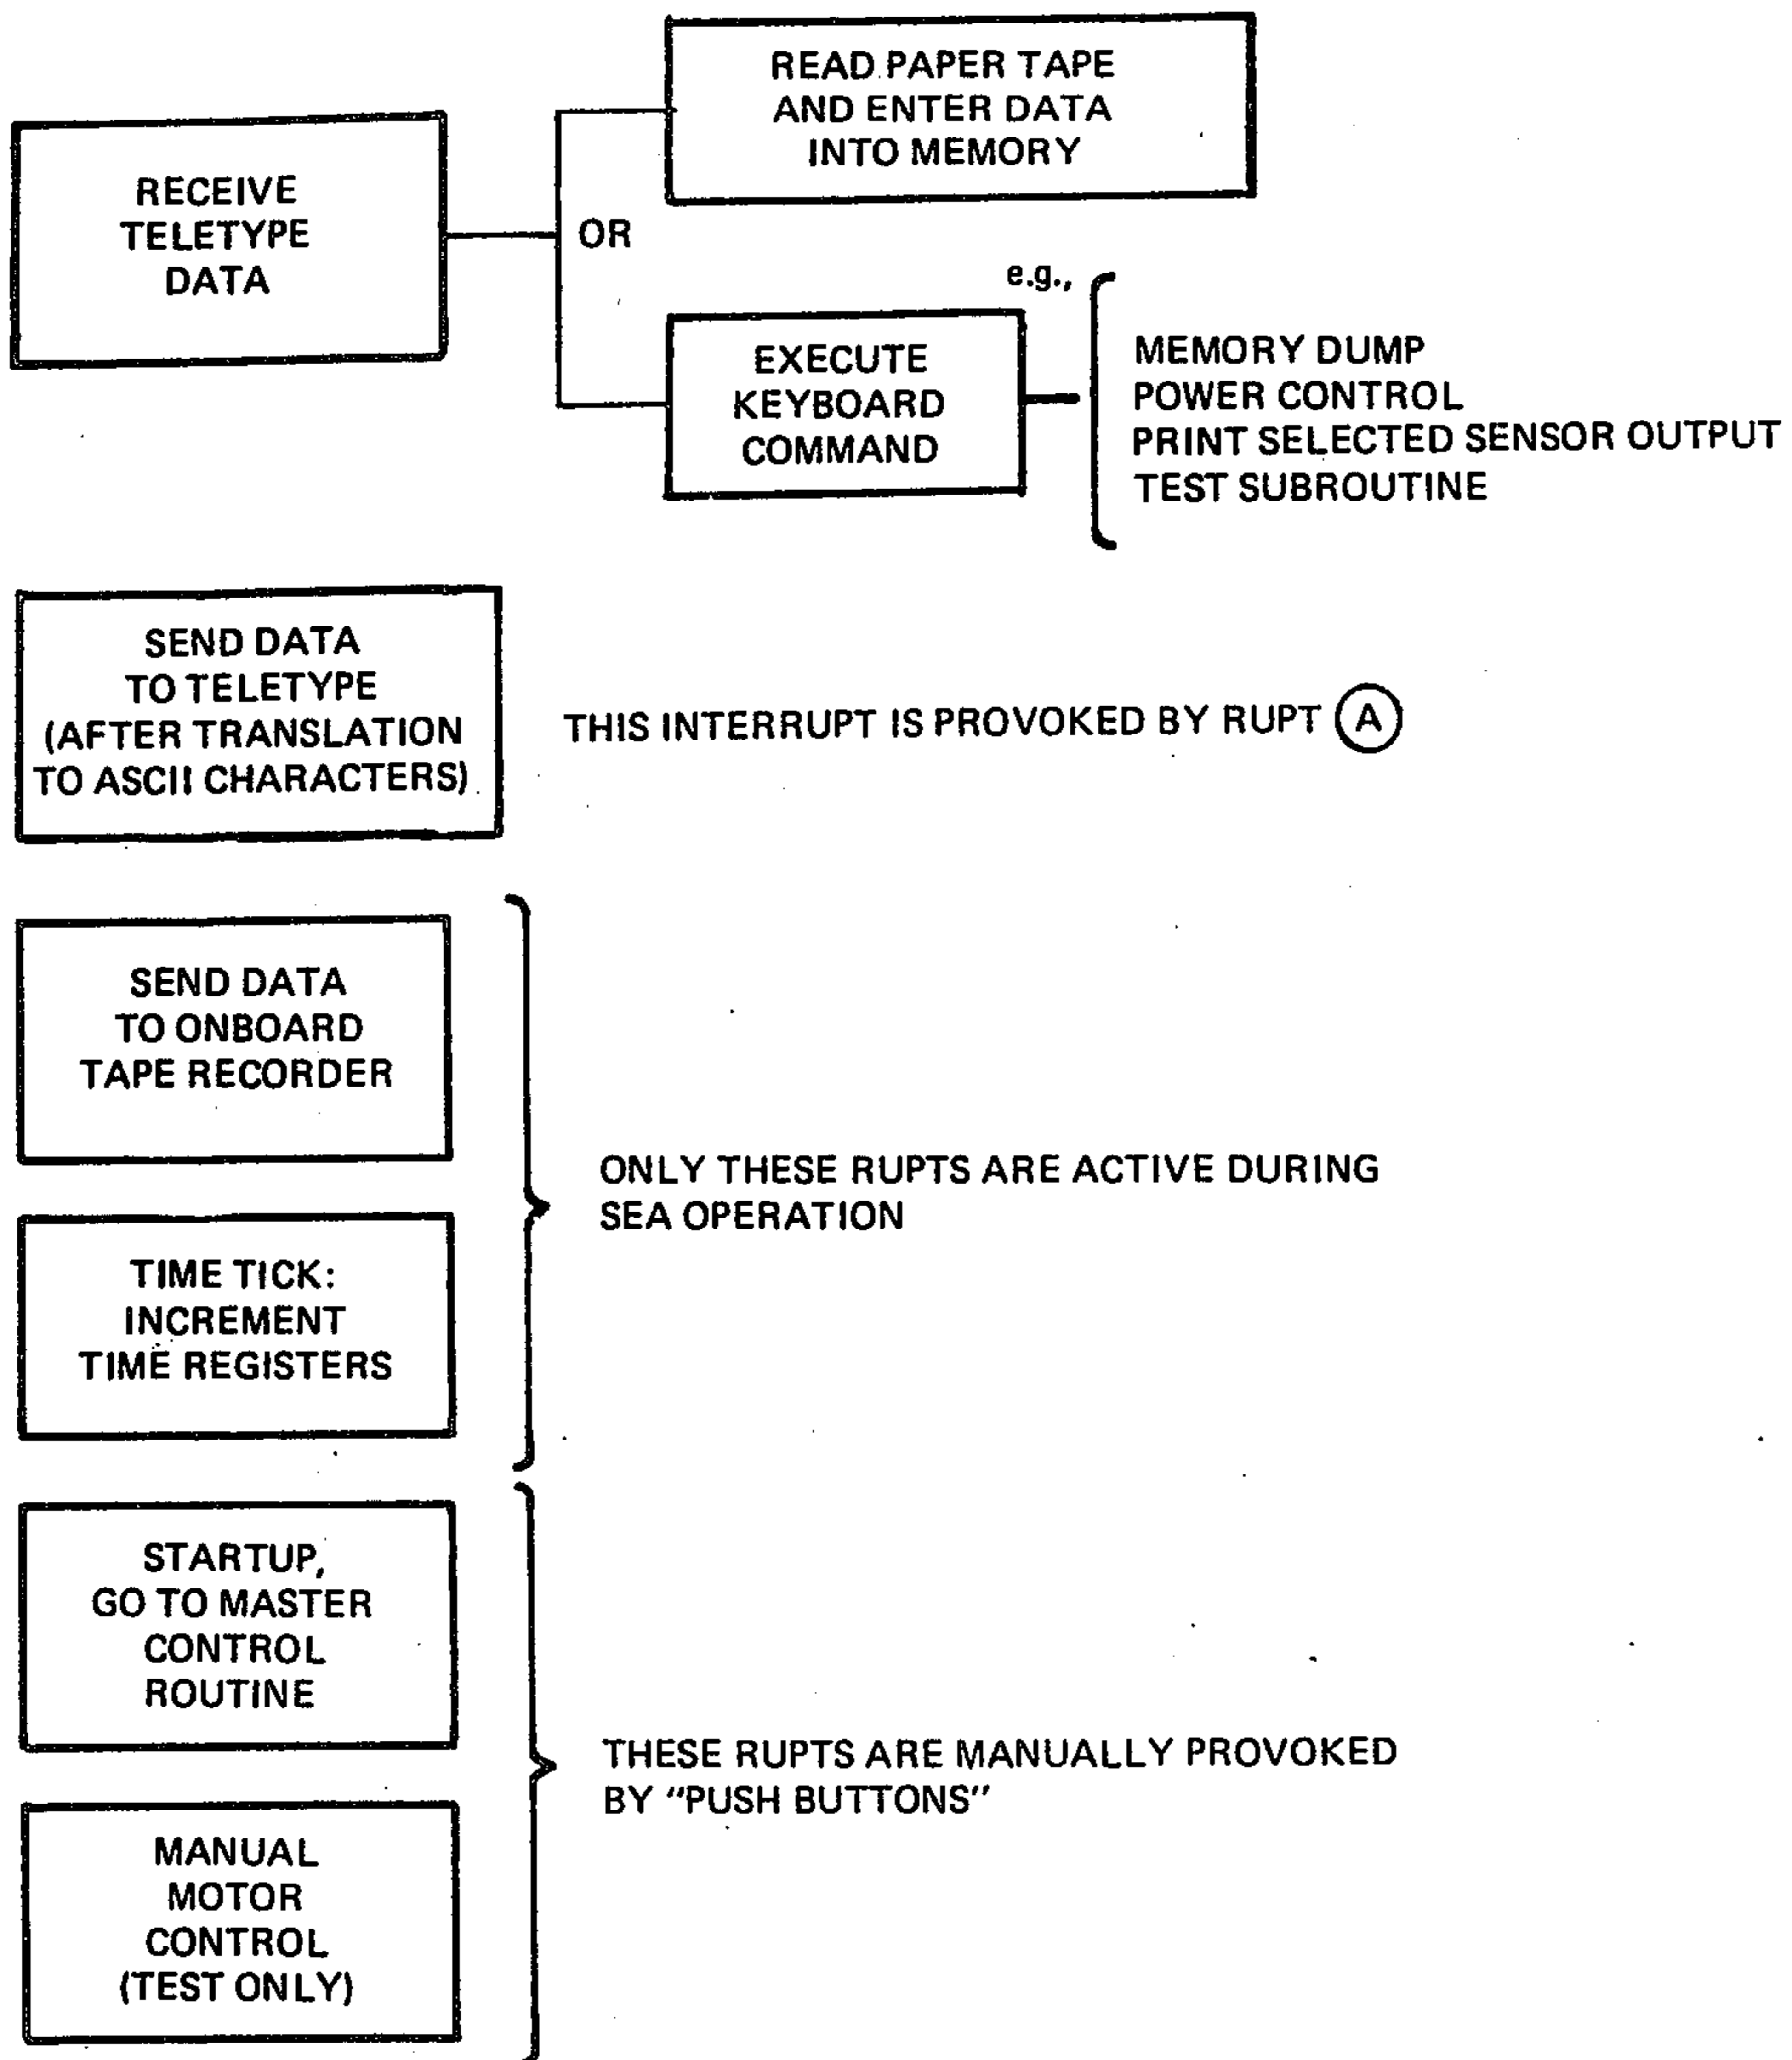 READ PAPER TAPE
AND ENTER DATA
INTO MEMORY
RECEIVE
TELETYPE
DATA
OR
e.g.,
EXECUTE
KEYBOARD
COMMAND
MEMORY DUMP
POWER CONTROL
PRINT SELECTED SENSOR OUTPUT
TEST SUBROUTINE
SEND DATA
TO TELETYPE
(AFTER TRANSLATION
TO ASCII CHARACTERS)
THIS INTERRUPT IS PROVOKED BY RUPT A
SEND DATA
TO ONBOARD
TAPE RECORDER
ONLY THESE RUPTS ARE ACTIVE DURING
SEA OPERATION
TIME TICK:
INCREMENT
TIME REGISTERS
STARTUP,
GO TO MASTER
CONTROL
ROUTINE
THESE RUPTS ARE MANUALLY PROVOKED
BY "PUSH BUTTONS"
MANUAL
MOTOR
CONTROL
(TEST ONLY)